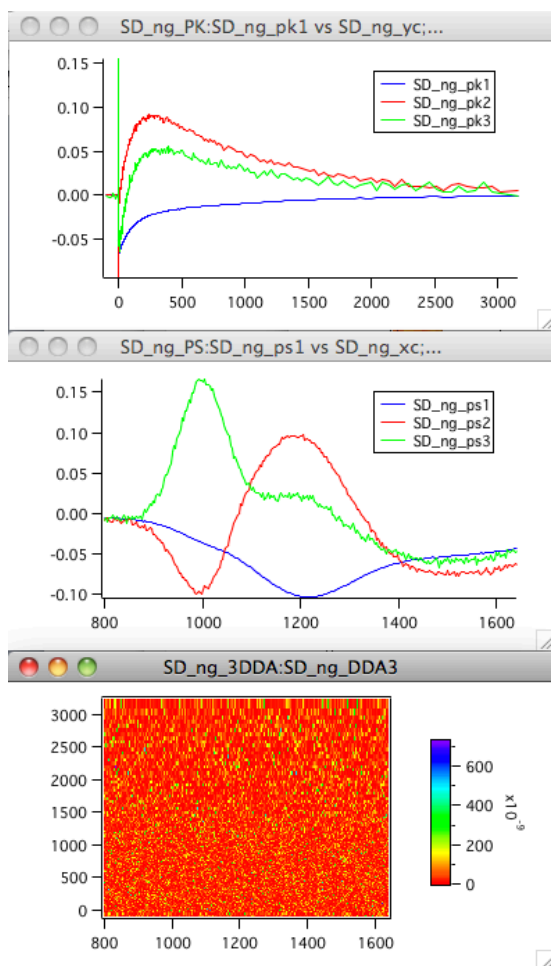 SD_ng_PK:SD_ng_pk1 vs SD_ng_yc;...
0.15
0.10
0.05
0.00
-0.05
SD_ng_pk1
SD_ng_pk2
SD_ng_pk3
0 500 1000 1500 2000 2500 3000
SD_ng_PS:SD_ng_ps1 vs SD_ng_xc;...
0.15
0.10
0.05
0.00
-0.05
-0.10
SD_ng_ps1
SD_ng_ps2
SD_ng_ps3
800 1000 1200 1400 1600
SD_ng_3DDA:SD_ng_DDA3
3000
2500
2000
1500
1000
500
0
800 1000 1200 1400 1600
600
400
200
0
x10⁻⁹